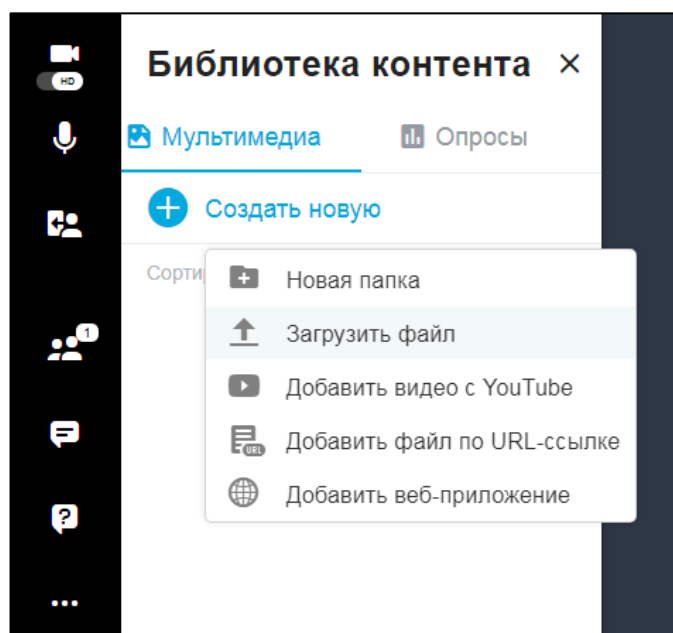 HD
Библиотека контента
Мультимедиа
Опросы
Создать новую
Новая папка
Загрузить файл
Добавить видео с YouTube
URL
Добавить файл по URL-ссылке
Добавить веб-приложение
1
?